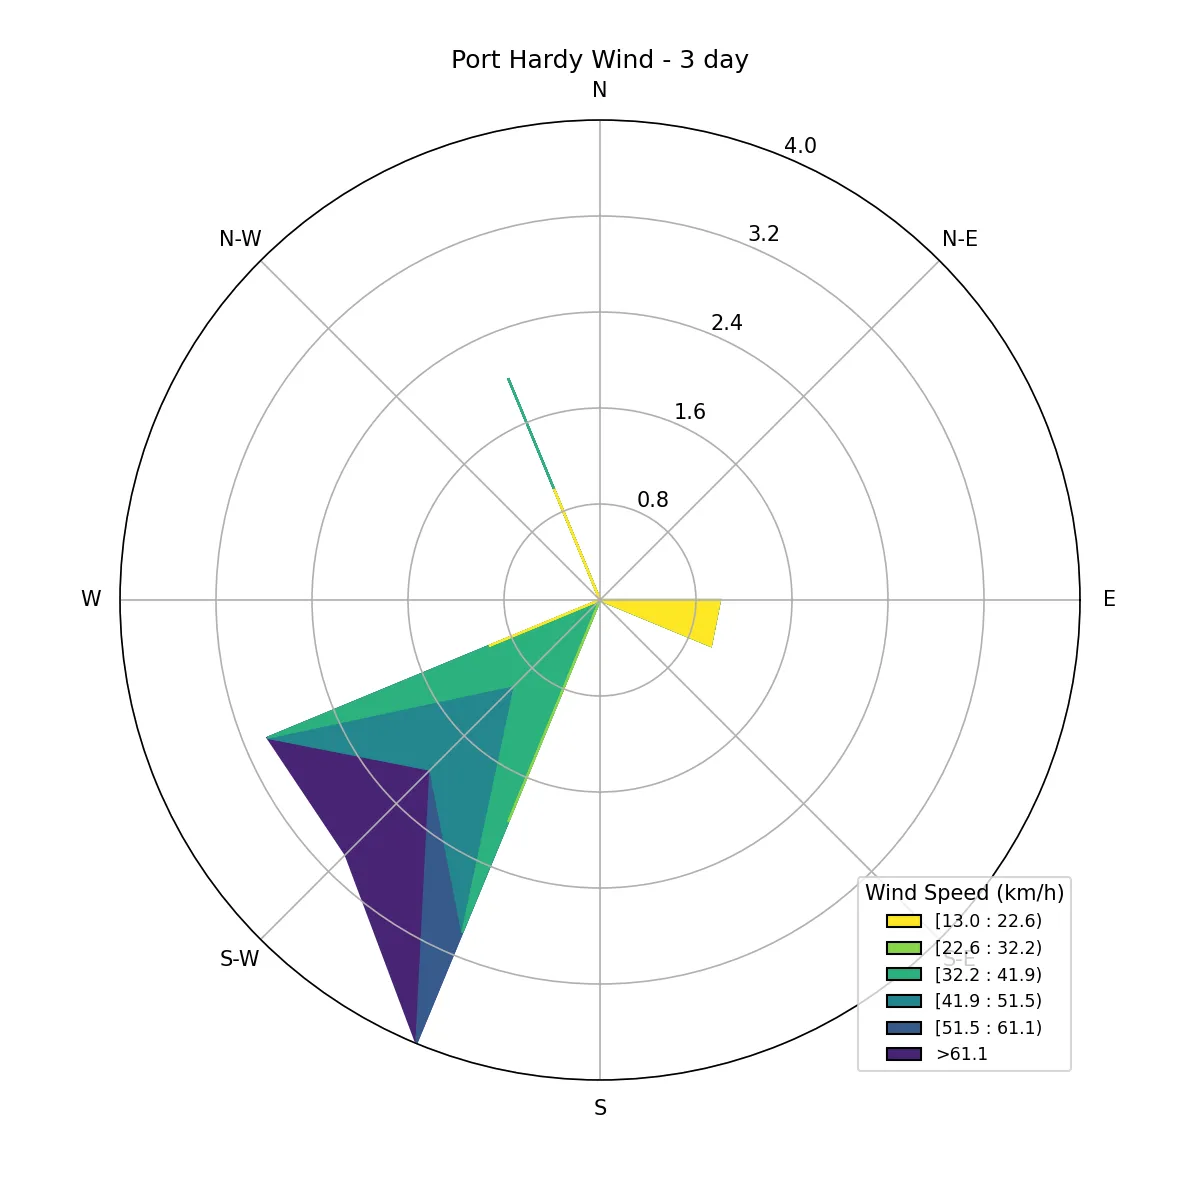 Port Hardy Wind - 3 day
N
4.0
N-W
N-E
3.2
2.4
1.6
0.8
W
E
S-W
S-E
S
Wind Speed (km/h)
[13.0 : 22.6)
[22.6 : 32.2)
[32.2 : 41.9)
[41.9 : 51.5)
[51.5 : 61.1)
>61.1